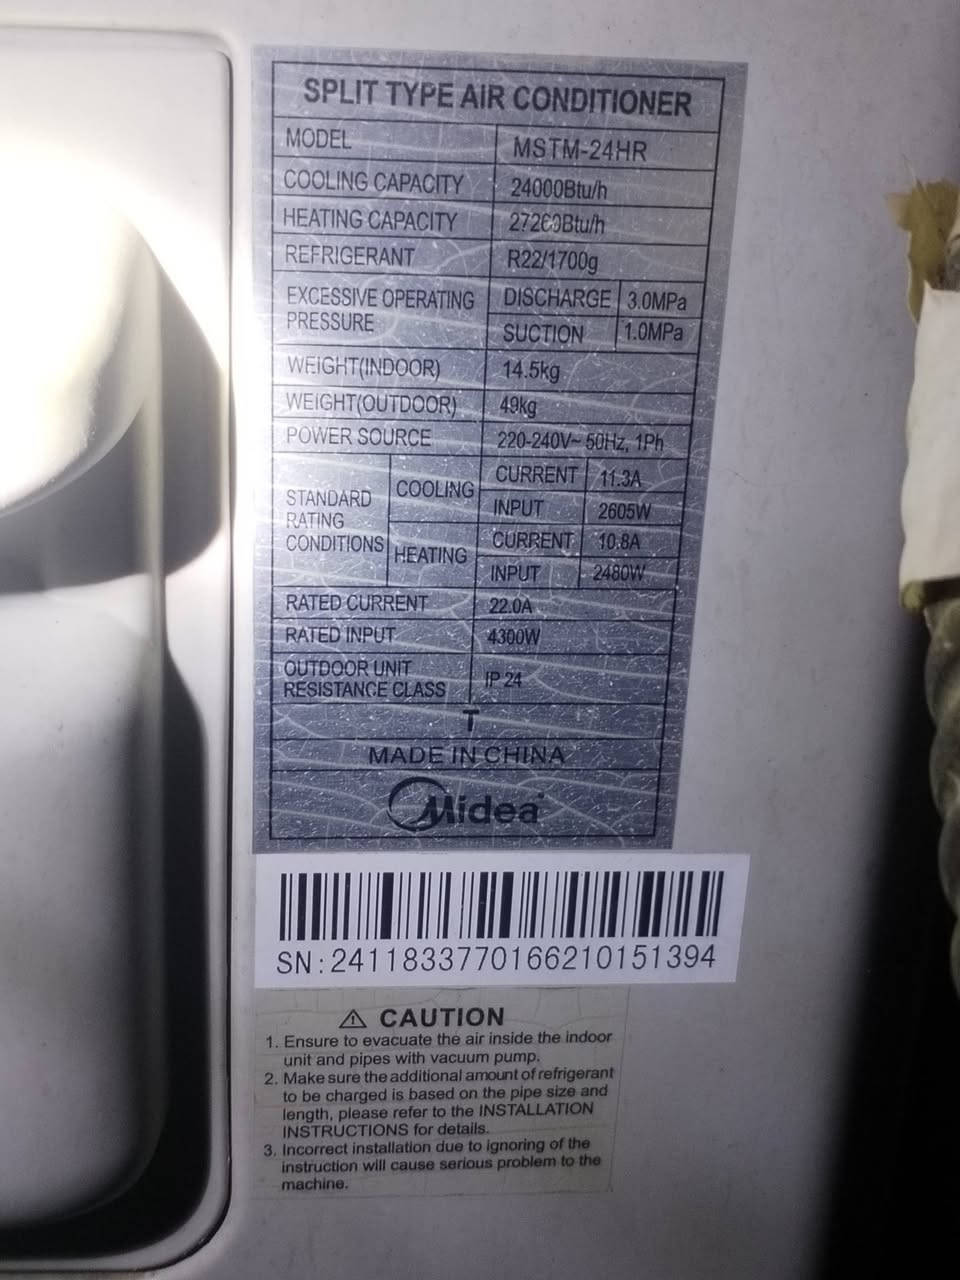 SPLIT TYPE AIR CONDITIONER
MODEL MSTM-24HR
COOLING CAPACITY 24000Btu/h
HEATING CAPACITY
REFRIGERANT R22/1700g
EXCESSIVE OPERATING PRESSURE DISCHARGE 3.0MPa
SUCTION 1.0MPa
WEIGHT(INDOOR) 14.5kg
WEIGHT(OUTDOOR) 49kg
POWER SOURCE 220-240V~ 50Hz, 1Ph
STANDARD RATING CONDITIONS COOLING CURRENT 11.3A
INPUT 2605W
HEATING CURRENT 10.8A
INPUT 2480W
RATED CURRENT 22.0A
RATED INPUT 4300W
OUTDOOR UNIT RESISTANCE CLASS IP 24
T
MADE IN CHINA
Midea
SN:2411833770166210151394
⚠ CAUTION
1. Ensure to evacuate the air inside the indoor
unit and pipes with vacuum pump.
2. Make sure the additional amount of refrigerant
to be charged is based on the pipe size and
length, please refer to the INSTALLATION
INSTRUCTIONS for details.
3. Incorrect installation due to ignoring of the
instruction will cause serious problem to the
machine.